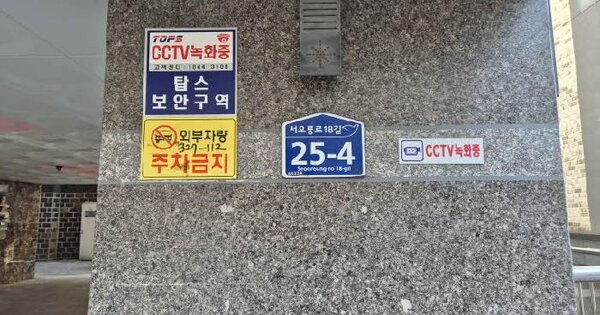 TOPS
CCTV녹화중
고객센터 : 1644 3108
탑스
보안구역
외부차량
327-112
주차금지
서오릉로18길
25-4
Seooreung-ro 18-gil
CCTV녹화중